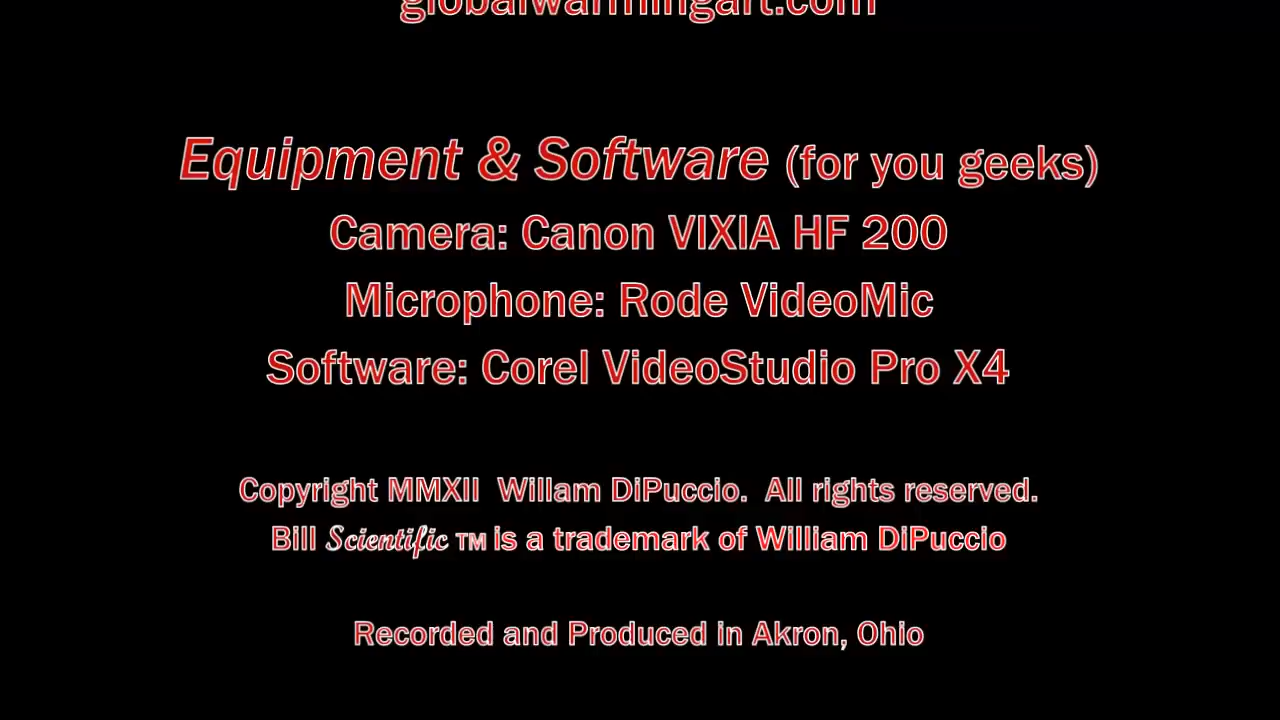 globalwarmingart.com
Equipment & Software (for you geeks)
Camera: Canon VIXIA HF 200
Microphone: Rode VideoMic
Software: Corel VideoStudio Pro X4
Copyright MMXII  Willam DiPuccio.  All rights reserved.
Bill Scientific TM is a trademark of William DiPuccio
Recorded and Produced in Akron, Ohio